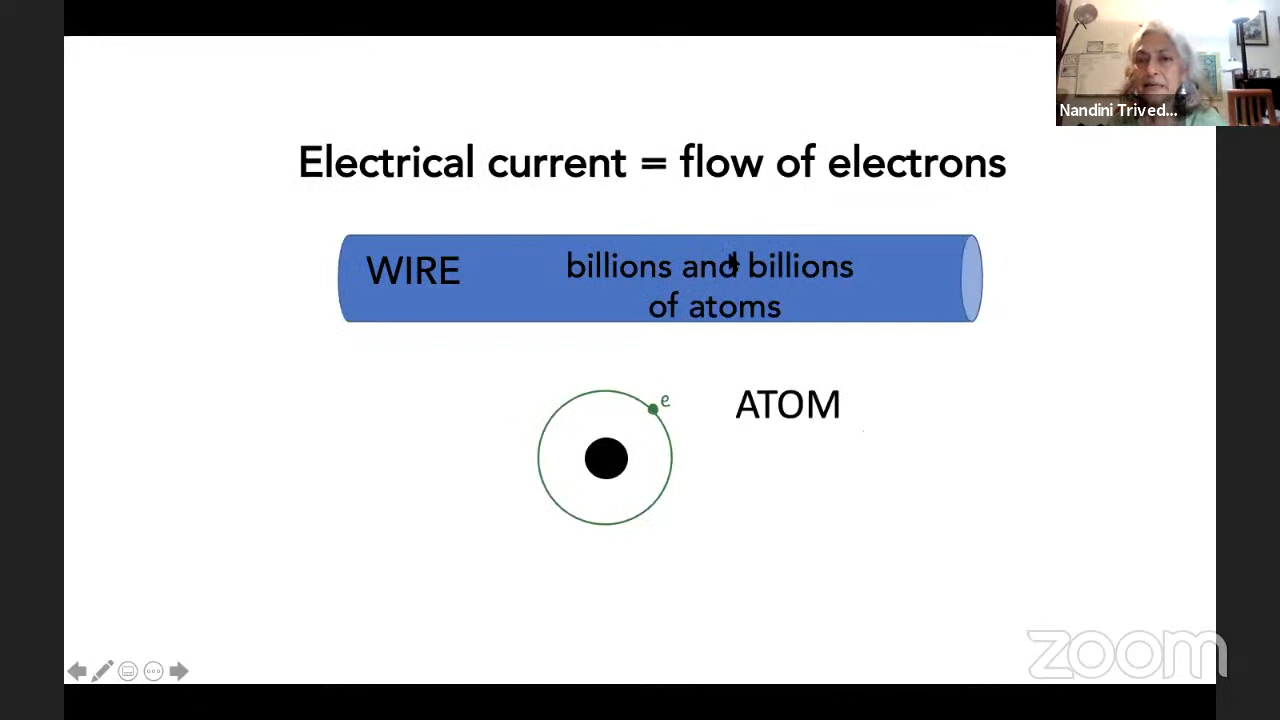 Nandini Trived...
Electrical current = flow of electrons
WIRE
billions and billions
of atoms
e
ATOM
zoom